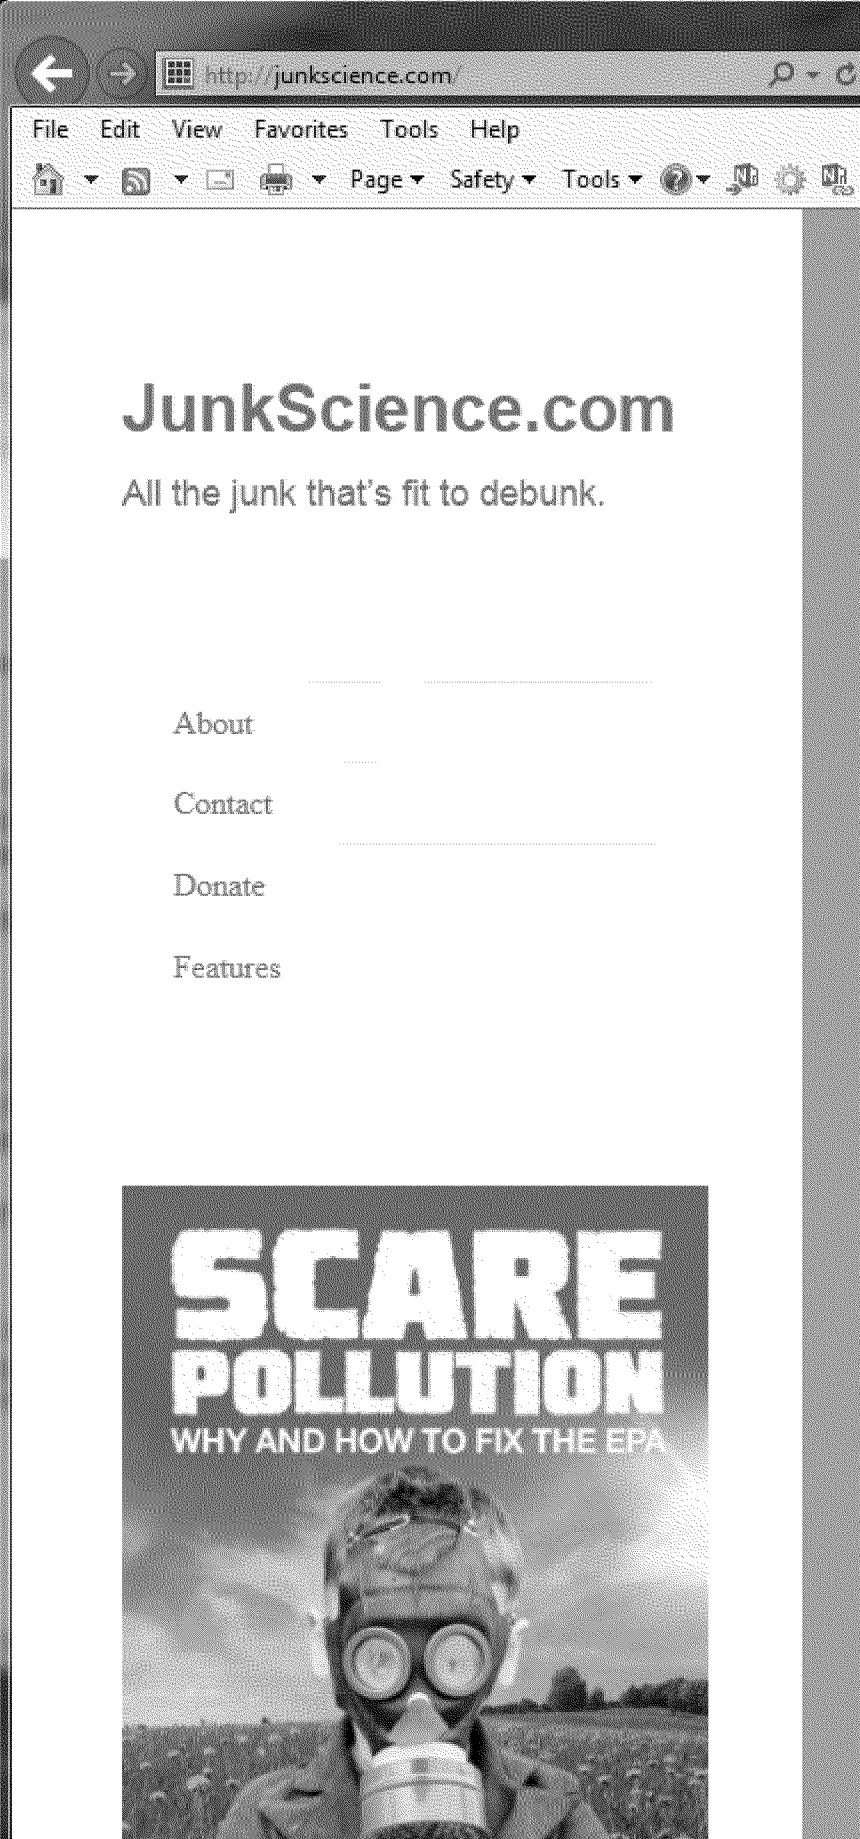 http://junkscience.com/
File Edit View Favorites Tools Help
Page Safety Tools
JunkScience.com
All the junk that's fit to debunk.
About
Contact
Donate
Features
SCARE
POLLUTION
WHY AND HOW TO FIX THE EPA